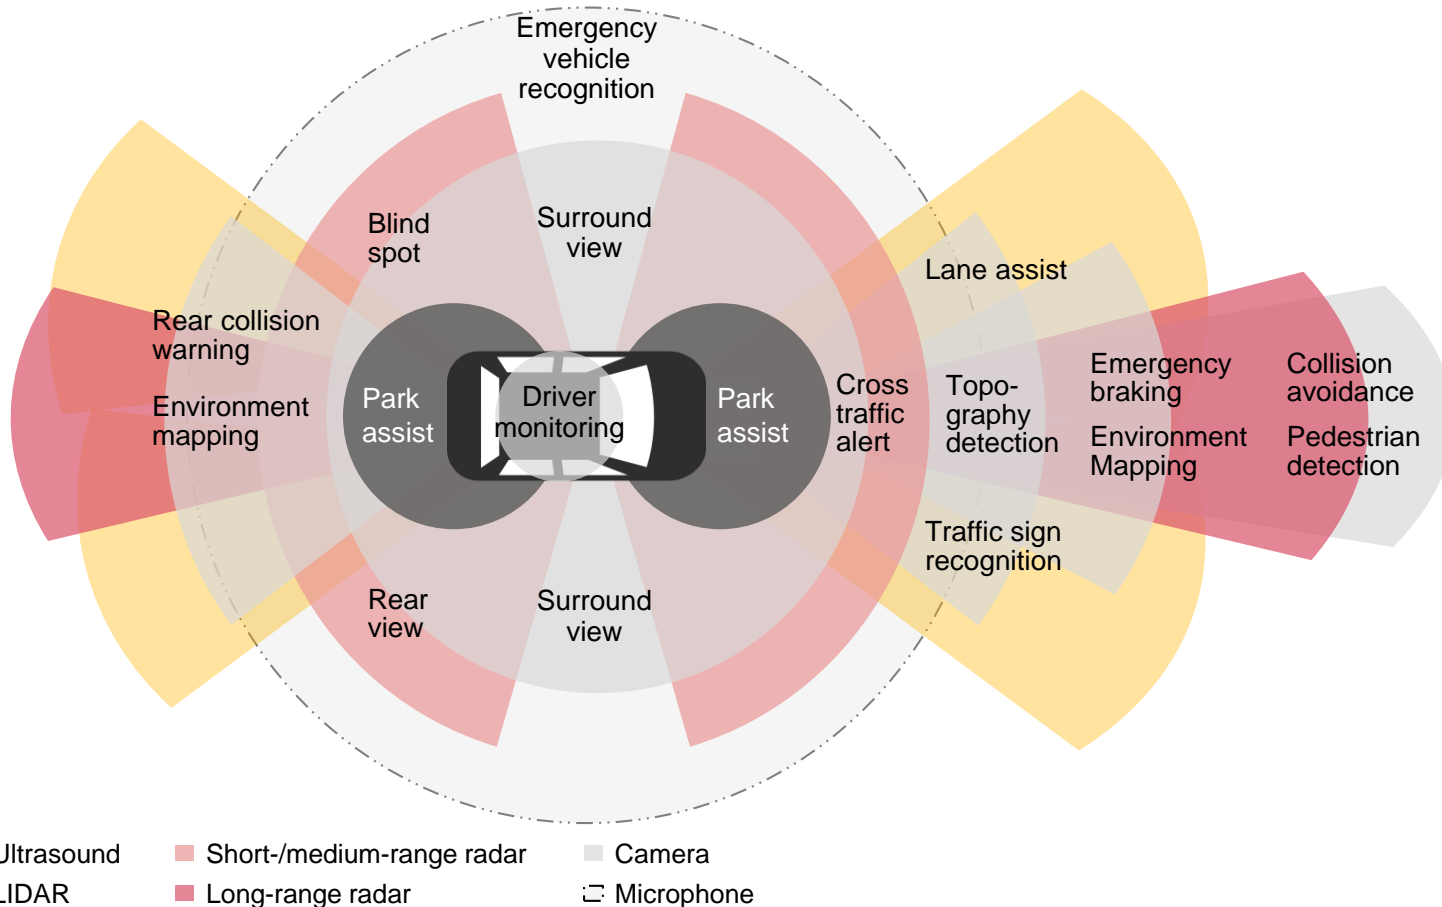 Emergency
vehicle
recognition
Blind
spot
Surround
view
Lane assist
Rear collision
warning
Environment
mapping
Park
assist
Driver
monitoring
Park
assist
Cross
traffic
alert
Topo-
graphy
detection
Emergency
braking
Environment
Mapping
Collision
avoidance
Pedestrian
detection
Traffic sign
recognition
Rear
view
Surround
view
Ultrasound
Short-/medium-range radar
Camera
LIDAR
Long-range radar
Microphone